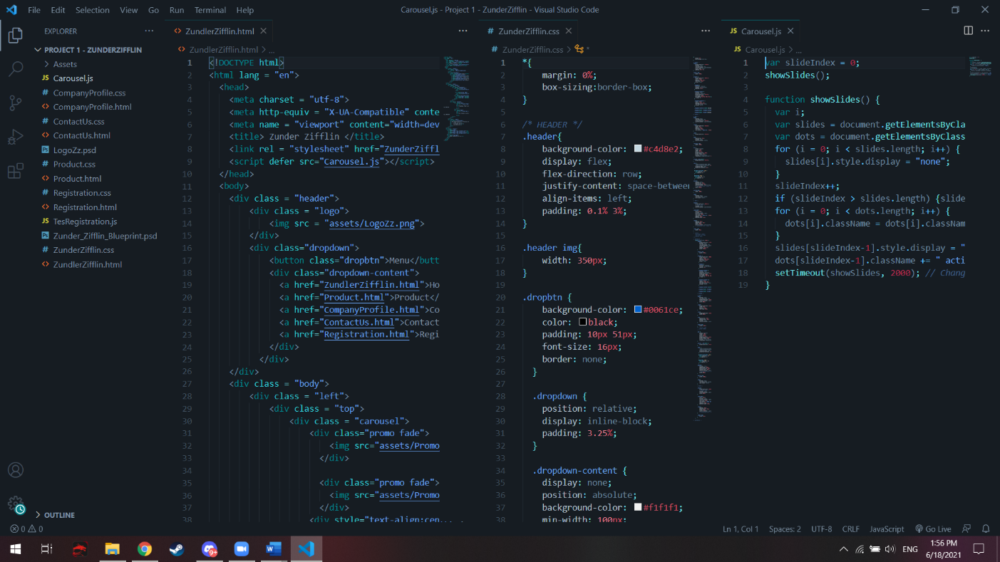 File Edit Selection View Go Run Terminal Help
Carousel.js - Project 1 - ZunderZifflin - Visual Studio Code
EXPLORER
PROJECT 1 - ZUNDERZIFFLIN
Assets
JS Carousel.js
# CompanyProfile.css
<> CompanyProfile.html
# ContactUs.css
<> ContactUs.html
LogoZz.psd
# Product.css
<> Product.html
# Registration.css
<> Registration.html
JS TesRegistration.js
Zunder_Zifflin_Blueprint.psd
# ZunderZifflin.css
<> ZundlerZifflin.html
OUTLINE
<> ZundlerZifflin.html
<> ZundlerZifflin.html > ...
1 <!DOCTYPE html>
2 <html lang = "en">
3 <head>
4 <meta charset = "utf-8">
5 <meta http-equiv = "X-UA-Compatible" conte
6 <meta name = "viewport" content="width=dev
7 <title> Zunder Zifflin </title>
8 <link rel = "stylesheet" href="ZunderZiffl
9 <script defer src="Carousel.js"></script>
10 </head>
11 <body>
12 <div class = "header">
13 <div class = "logo">
14 <img src = "assets/LogoZz.png">
15 </div>
16 <div class="dropdown">
17 <button class="dropbtn">Menu</butt
18 <div class="dropdown-content">
19 <a href="ZundlerZifflin.html">Ho
20 <a href="Product.html">Product</
21 <a href="CompanyProfile.html">Co
22 <a href="ContactUs.html">Contact
23 <a href="Registration.html">Regi
24 </div>
25 </div>
26 </div>
27 <div class = "body">
28 <div class = "left">
29 <div class = "top">
30 <div class = "carousel">
31 <div class="promo fade">
32 <img src="assets/Promo
33 </div>
34
35 <div class="promo fade">
36 <img src="assets/Promo
37 </div>
38 <div style="text-align:cen
# ZunderZifflin.css
# ZunderZifflin.css > *
1 *{
2 margin: 0%;
3 box-sizing:border-box;
4 }
5
6 /* HEADER */
7 .header{
8 background-color: #c4d8e2;
9 display: flex;
10 flex-direction: row;
11 justify-content: space-between
12 align-items: left;
13 padding: 0.1% 3%;
14 }
15
16 .header img{
17 width: 350px;
18 }
19
20 .dropbtn {
21 background-color: #0061ce;
22 color: black;
23 padding: 10px 51px;
24 font-size: 16px;
25 border: none;
26 }
27
28 .dropdown {
29 position: relative;
30 display: inline-block;
31 padding: 3.25%;
32 }
33
34 .dropdown-content {
35 display: none;
36 position: absolute;
37 background-color: #f1f1f1;
38 min-width: 100px;
JS Carousel.js
JS Carousel.js > ...
1 var slideIndex = 0;
2 showSlides();
3
4 function showSlides() {
5 var i;
6 var slides = document.getElementsByCla
7 var dots = document.getElementsByClass
8 for (i = 0; i < slides.length; i++) {
9 slides[i].style.display = "none";
10 }
11 slideIndex++;
12 if (slideIndex > slides.length) {slide
13 for (i = 0; i < dots.length; i++) {
14 dots[i].className = dots[i].classNam
15 }
16 slides[slideIndex-1].style.display = "
17 dots[slideIndex-1].className += " acti
18 setTimeout(showSlides, 2000); // Chang
19 }
0 0
Ln 1, Col 1 Spaces: 2 UTF-8 CRLF JavaScript Go Live
9+
ENG
1:56 PM
6/18/2021